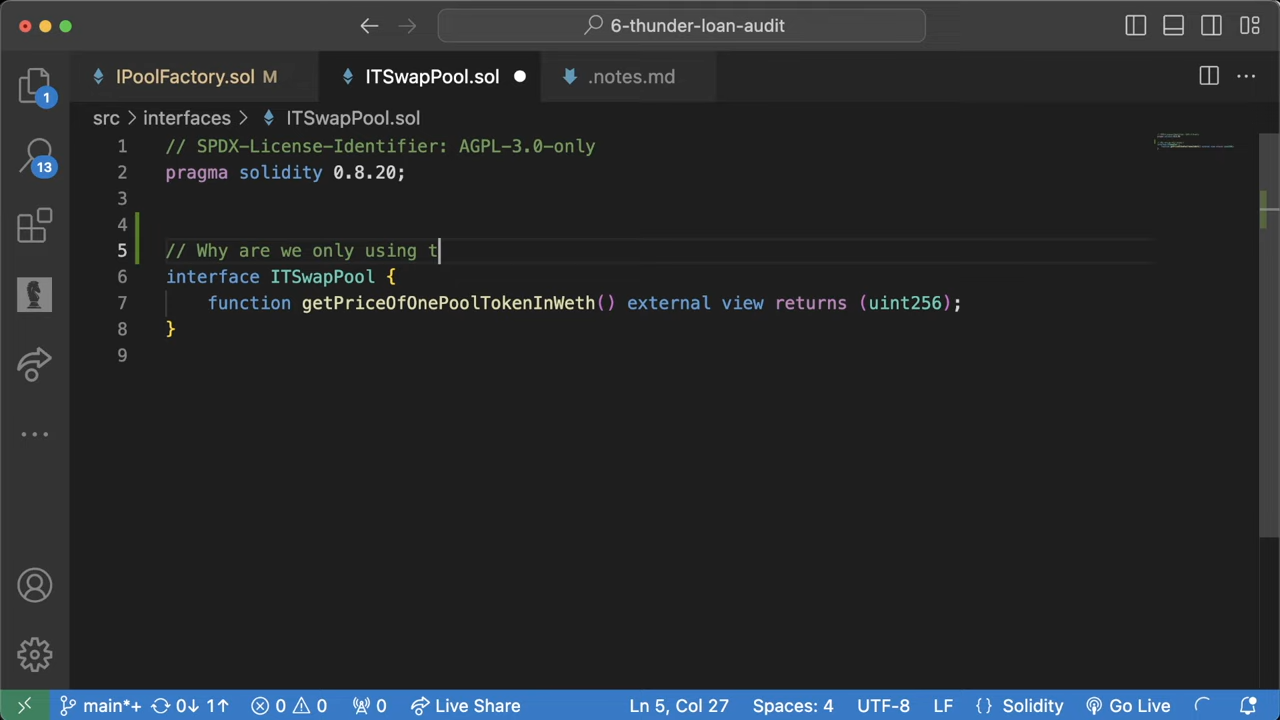 6-thunder-loan-audit
IPoolFactory.sol M
ITSwapPool.sol
.notes.md
src > interfaces > ITSwapPool.sol
1 // SPDX-License-Identifier: AGPL-3.0-only
2 pragma solidity 0.8.20;
3
4
5 // Why are we only using t
6 interface ITSwapPool {
7 function getPriceOfOnePoolTokenInWeth() external view returns (uint256);
8 }
9
1
13
main*+ 0↓ 1↑ 0 0 0 Live Share Ln 5, Col 27 Spaces: 4 UTF-8 LF {} Solidity Go Live